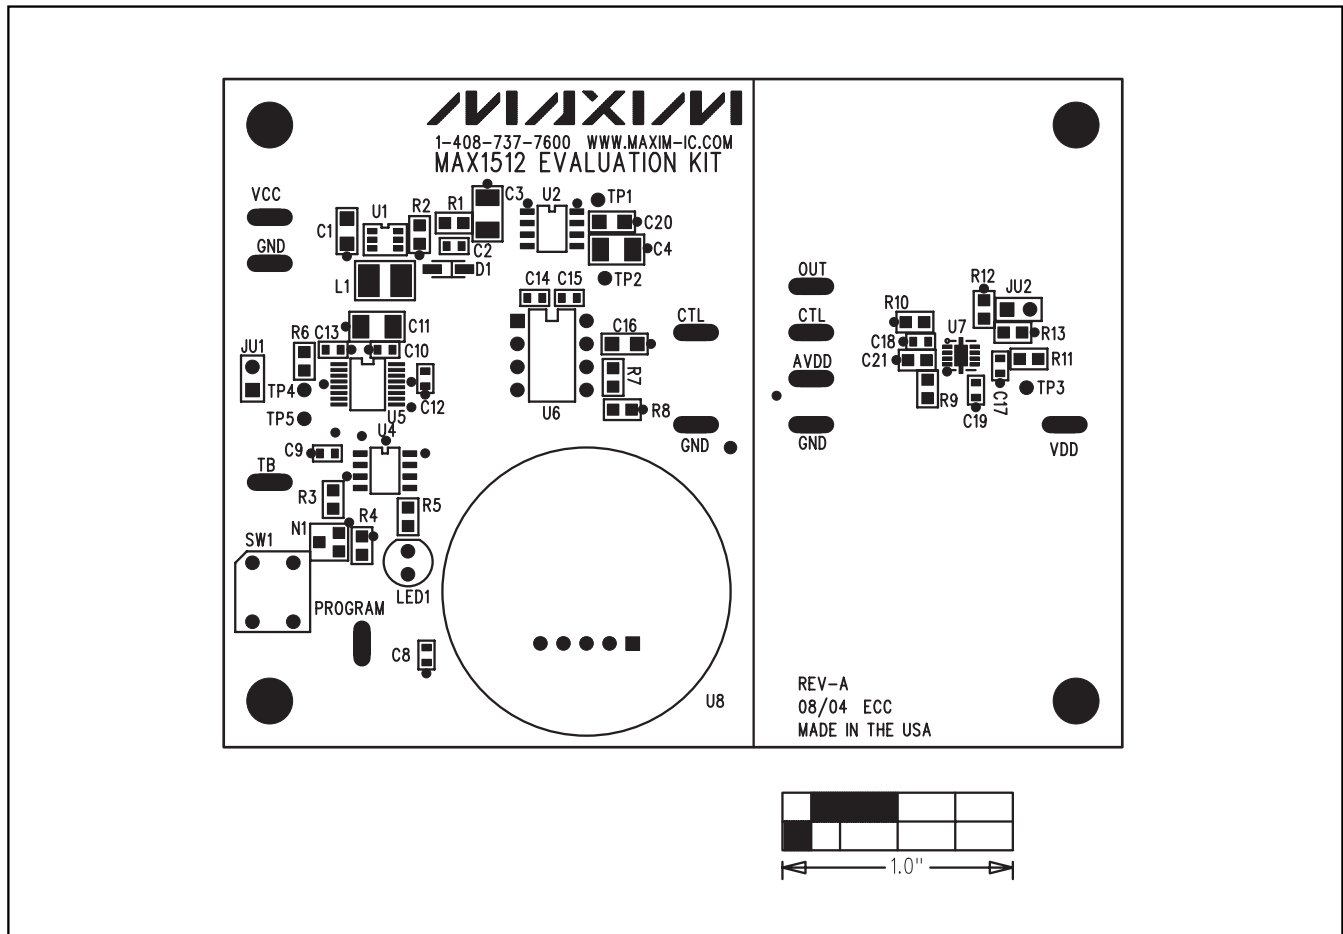 MAXIM
1-408-737-7600 WWW.MAXIM-IC.COM
MAX1512 EVALUATION KIT
VCC
GND
C1
U1
R2
R1
C3
C2
D1
L1
U2
TP1
C20
C4
TP2
C14
C15
CTL
C16
R7
R8
U6
GND
JU1
R6
C13
C11
C10
C12
TP4
TP5
U5
U4
C9
TB
R3
R5
N1
R4
SW1
LED1
PROGRAM
C8
U8
OUT
CTL
AVDD
GND
R10
C18
C21
R9
U7
R12
JU2
R13
R11
C17
TP3
C19
VDD
REV-A
08/04 ECC
MADE IN THE USA
1.0"